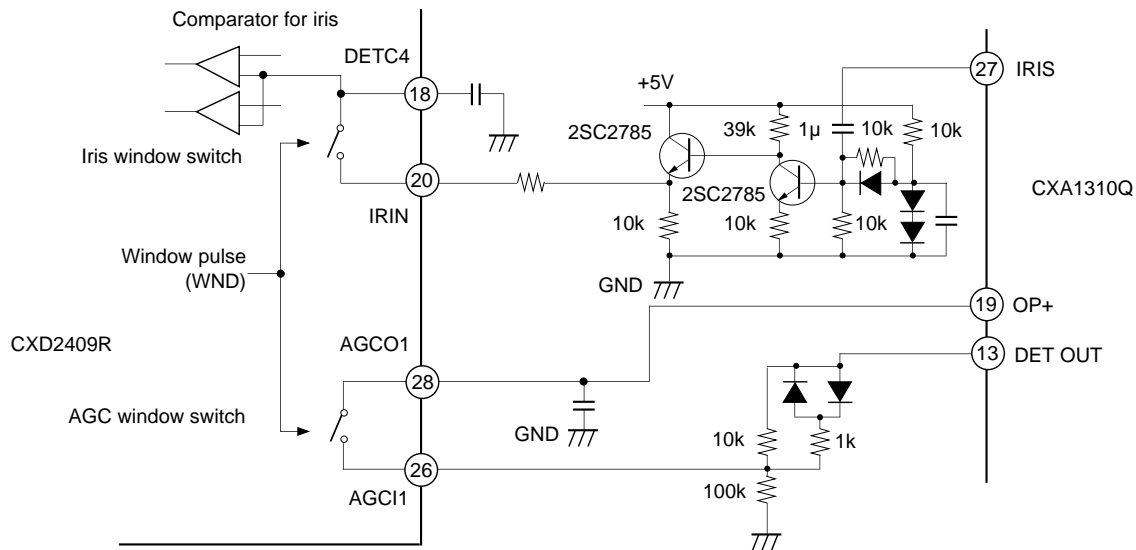 Comparator for iris
DETC4
18
27
IRIS
+5V
2SC2785
39k
1µ
10k
10k
Iris window switch
20
2SC2785
CXA1310Q
IRIN
10k
10k
10k
Window pulse
(WND)
GND
19
OP+
CXD2409R
AGCO1
13
DET OUT
28
AGC window switch
GND
10k
1k
26
100k
AGCI1